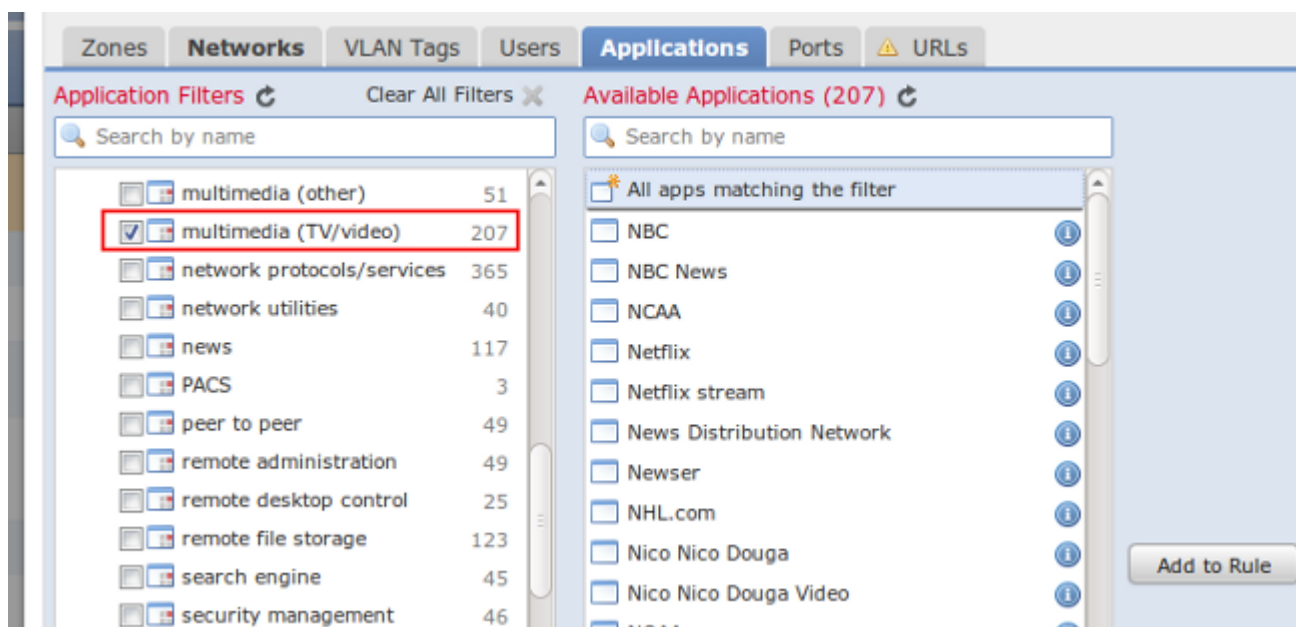 Zones Networks VLAN Tags Users Applications Ports URLs
Application Filters Clear All Filters
Search by name
multimedia (other) 51
multimedia (TV/video) 207
network protocols/services 365
network utilities 40
news 117
PACS 3
peer to peer 49
remote administration 49
remote desktop control 25
remote file storage 123
search engine 45
security management 46
Available Applications (207)
Search by name
All apps matching the filter
NBC
NBC News
NCAA
Netflix
Netflix stream
News Distribution Network
Newser
NHL.com
Nico Nico Douga
Nico Nico Douga Video
Add to Rule